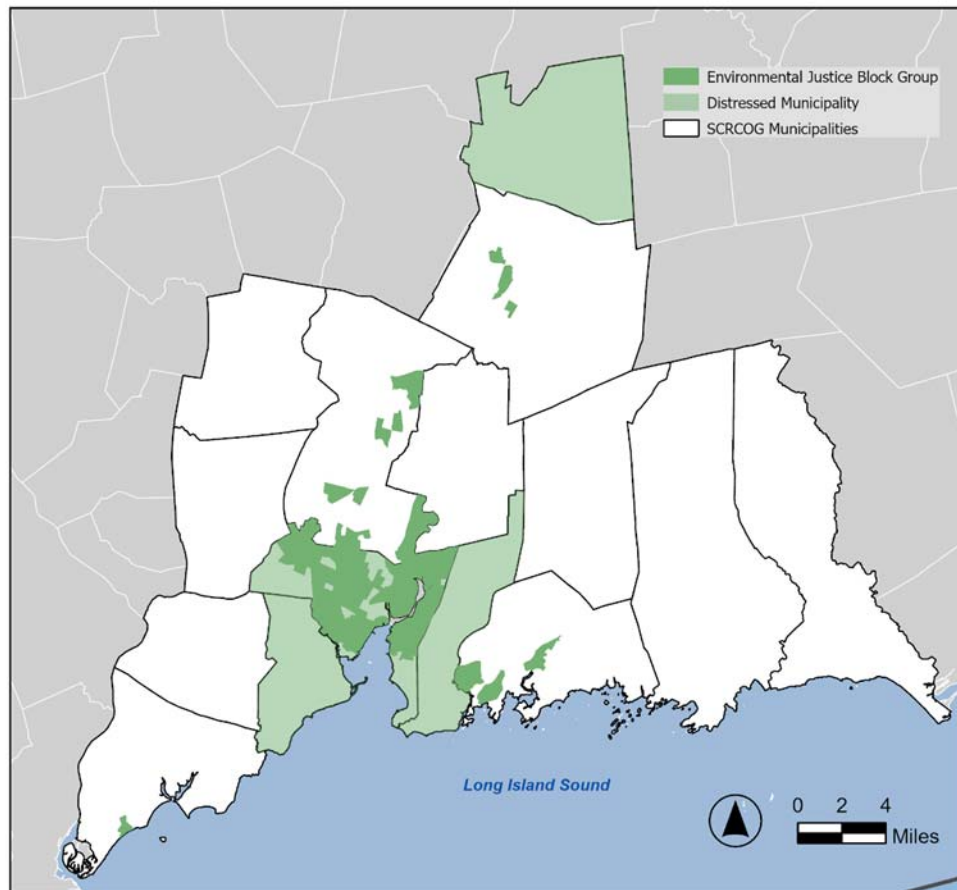 Environmental Justice Block Group
Distressed Municipality
SCRCOG Municipalities
Long Island Sound
0 2 4
Miles